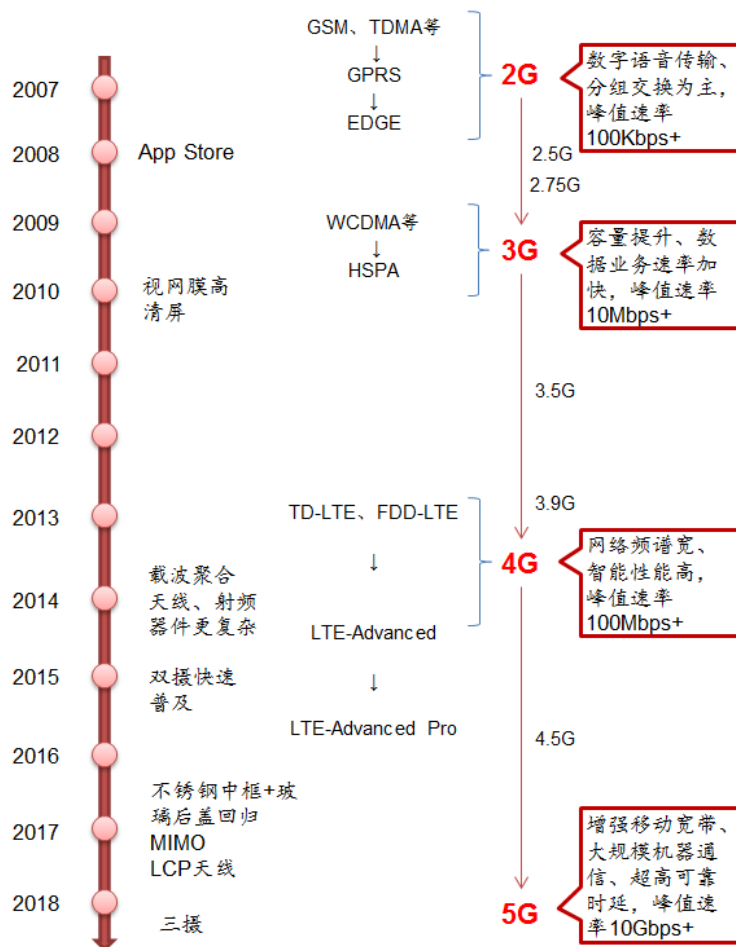 GSM、TDMA等
↓
GPRS
↓
EDGE
2G
数字语音传输、
分组交换为主，
峰值速率
100Kbps+
2007
2008
App Store
2.5G
2.75G
2009
WCDMA等
↓
HSPA
3G
容量提升、数
据业务速率加
快，峰值速率
10Mbps+
2010
视网膜高
清屏
2011
3.5G
2012
2013
TD-LTE、FDD-LTE
3.9G
↓
4G
网络频谱宽、
智能性能高，
峰值速率
100Mbps+
2014
载波聚合
天线、射频
器件更复杂
LTE-Advanced
2015
双摄快速
普及
↓
LTE-Advanced Pro
4.5G
2016
不锈钢中框+玻
璃后盖回归
MIMO
LCP天线
2017
2018
三摄
5G
增强移动宽带、
大规模机器通
信、超高可靠
时延，峰值速
率10Gbps+